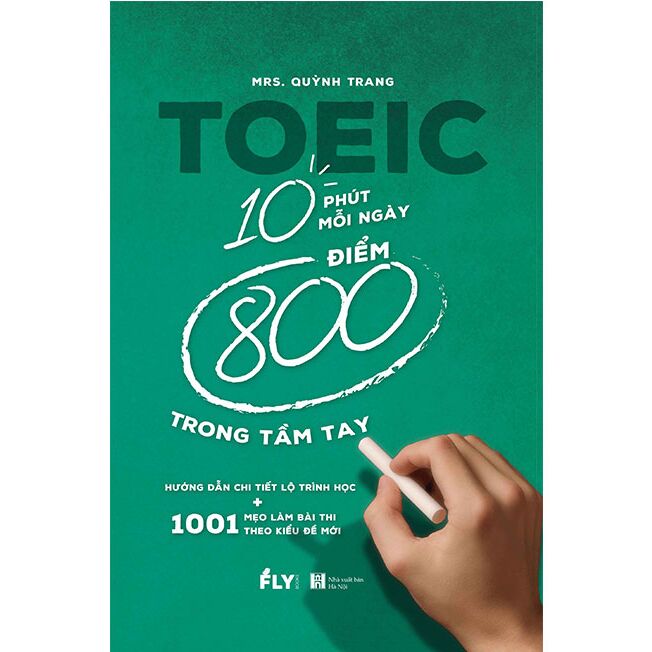 MRS. QUỲNH TRANG
TOEIC
10 PHÚT
MỖI NGÀY
ĐIỂM
800
TRONG TẦM TAY
HƯỚNG DẪN CHI TIẾT LỘ TRÌNH HỌC
+
1001 MẸO LÀM BÀI THI
THEO KIỂU ĐỀ MỚI
FLY BOOKS
Nhà xuất bản
Hà Nội